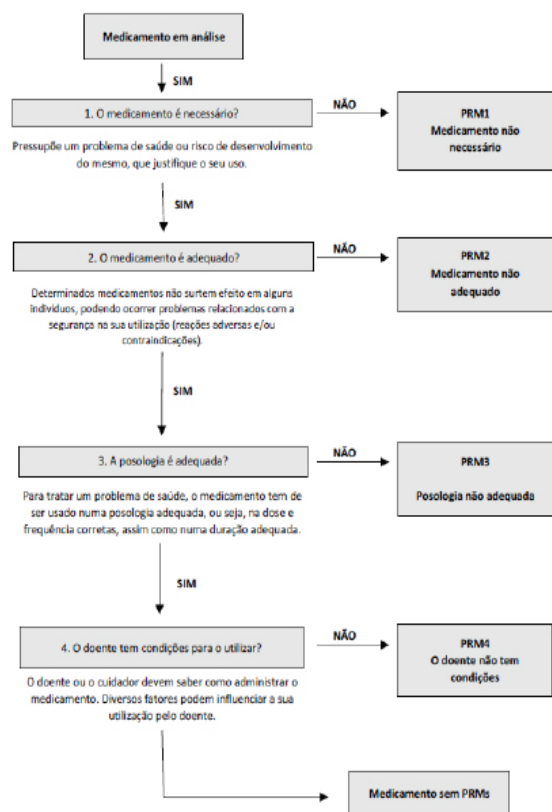 Medicamento em análise
SIM
1. O medicamento é necessário?
NÃO
PRM1
Medicamento não
necessário
Pressupõe um problema de saúde ou risco de desenvolvimento
do mesmo, que justifique o seu uso.
SIM
2. O medicamento é adequado?
NÃO
PRM2
Medicamento não
adequado
Determinados medicamentos não surtem efeito em alguns
indivíduos, podendo ocorrer problemas relacionados com a
segurança na sua utilização (reações adversas e/ou
contraindicações).
SIM
3. A posologia é adequada?
NÃO
PRM3
Posologia não adequada
Para tratar um problema de saúde, o medicamento tem de
ser usado numa posologia adequada, ou seja, na dose e
frequência corretas, assim como numa duração adequada.
SIM
4. O doente tem condições para o utilizar?
NÃO
PRM4
O doente não tem
condições
O doente ou o cuidador devem saber como administrar o
medicamento. Diversos fatores podem influenciar a sua
utilização pelo doente.
Medicamento sem PRMs